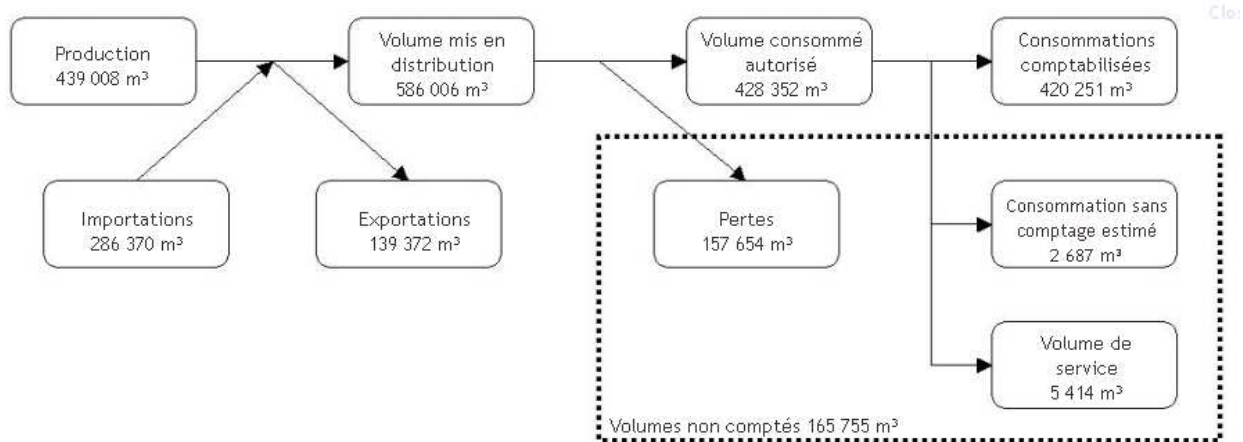 Clos
Production
439 008 m³
Volume mis en
distribution
586 006 m³
Volume consommé
autorisé
428 352 m³
Consommations
comptabilisées
420 251 m³
Importations
286 370 m³
Exportations
139 372 m³
Pertes
157 654 m³
Consommation sans
comptage estimé
2 687 m³
Volume de
service
5 414 m³
Volumes non comptés 165 755 m³